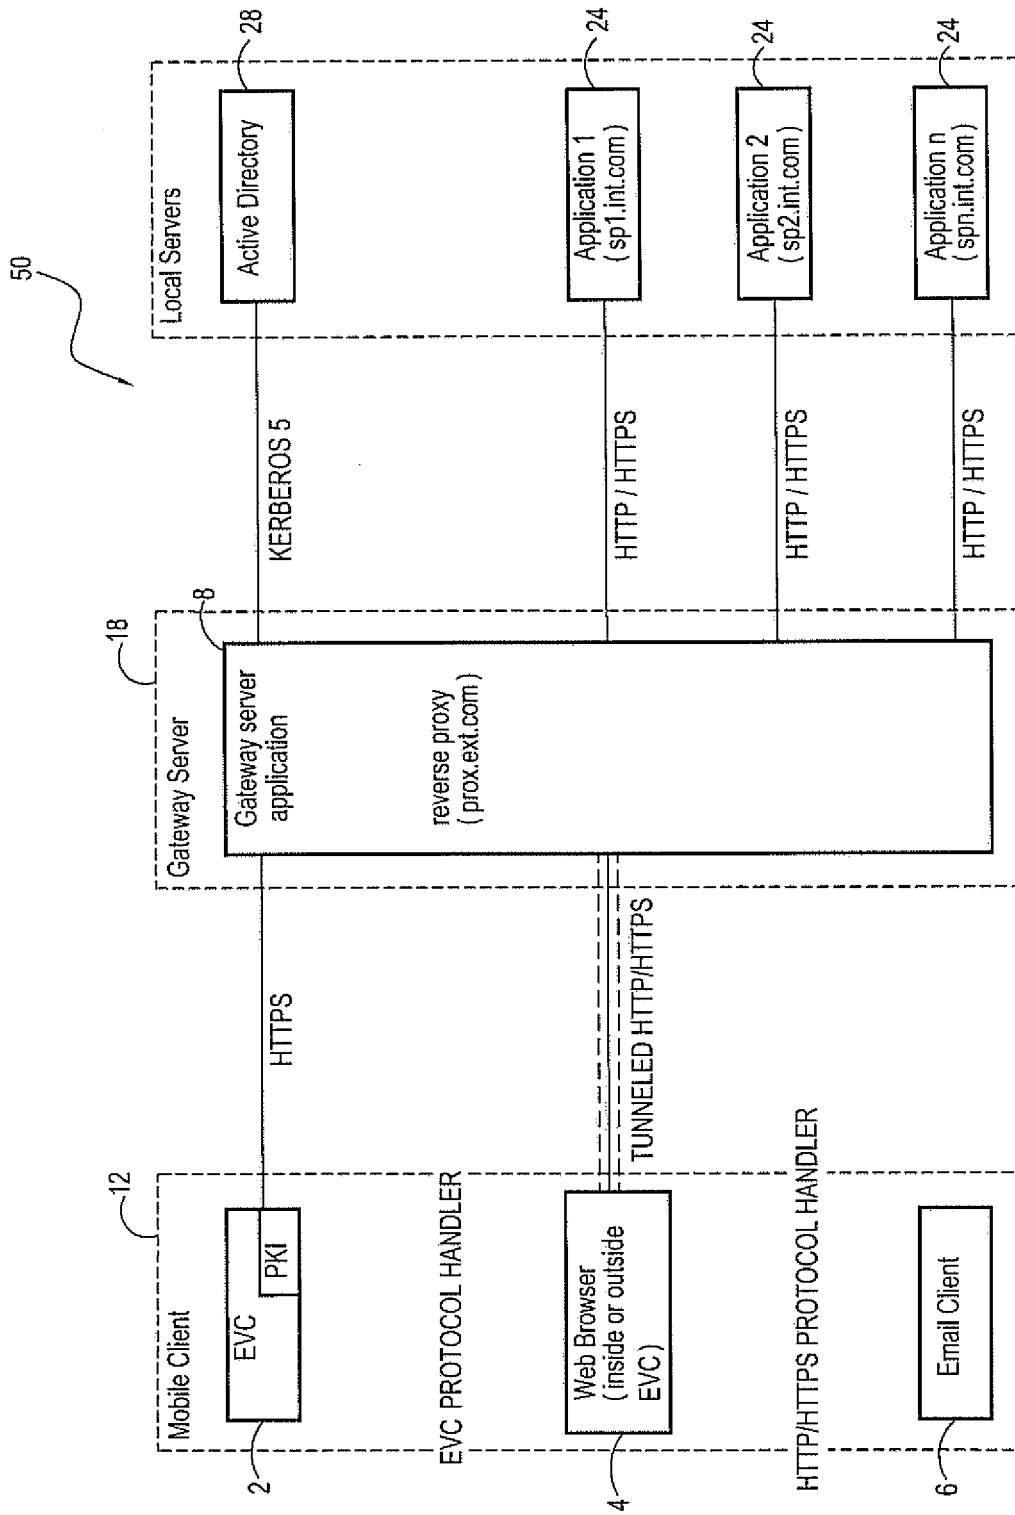 50
Mobile Client
12
EVC
PKI
2
EVC PROTOCOL HANDLER
Web Browser
( inside or outside
EVC )
4
HTTP/HTTPS PROTOCOL HANDLER
Email Client
6
HTTPS
TUNNELED HTTP/HTTPS
Gateway Server
18
8
Gateway server
application
reverse proxy
( prox.ext.com )
KERBEROS 5
HTTP / HTTPS
HTTP / HTTPS
HTTP / HTTPS
Local Servers
Active Directory
28
Application 1
( sp1.int.com )
24
Application 2
( sp2.int.com )
24
Application n
( spn.int.com )
24